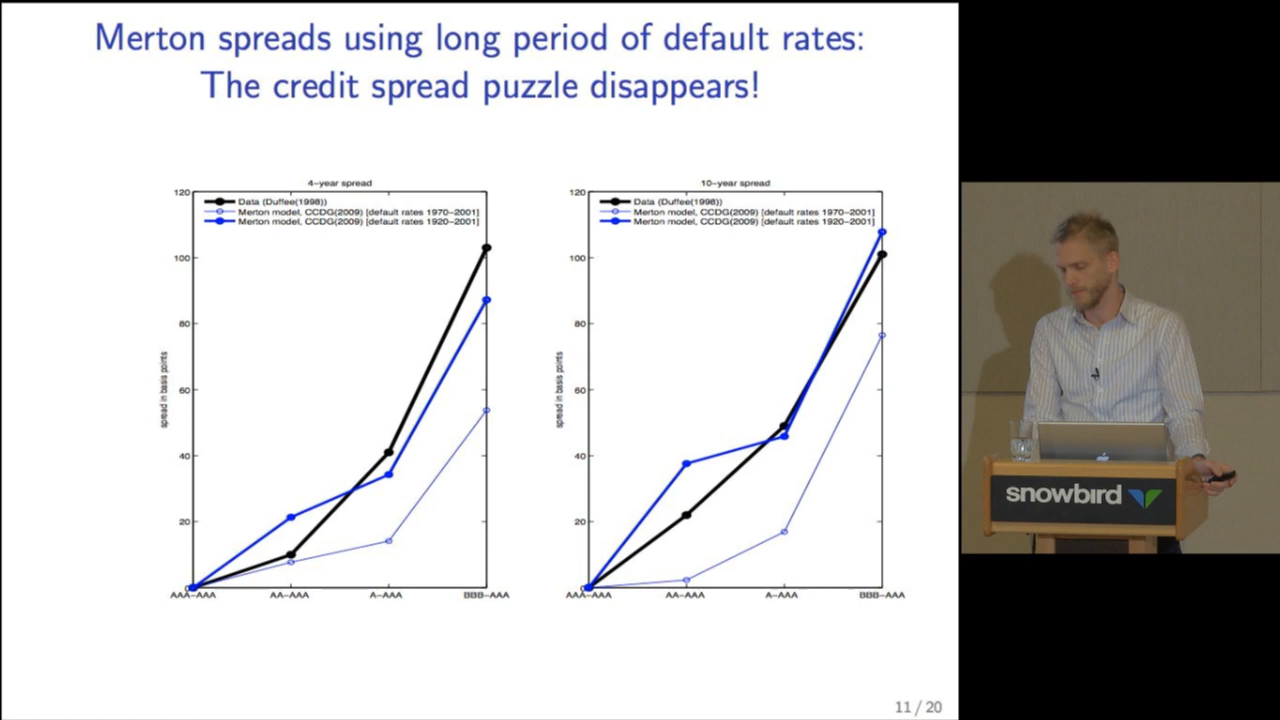 Merton spreads using long period of default rates:
The credit spread puzzle disappears!
4−year spread
120
100
80
60
40
20
0
spread in basis points
Data (Duffee(1998))
Merton model, CCDG(2009) [default rates 1970−2001]
Merton model, CCDG(2009) [default rates 1920−2001]
AAA−AAA
AA−AAA
A−AAA
BBB−AAA
10−year spread
120
100
80
60
40
20
0
spread in basis points
Data (Duffee(1998))
Merton model, CCDG(2009) [default rates 1970−2001]
Merton model, CCDG(2009) [default rates 1920−2001]
AAA−AAA
AA−AAA
A−AAA
BBB−AAA
11 / 20
snowbird